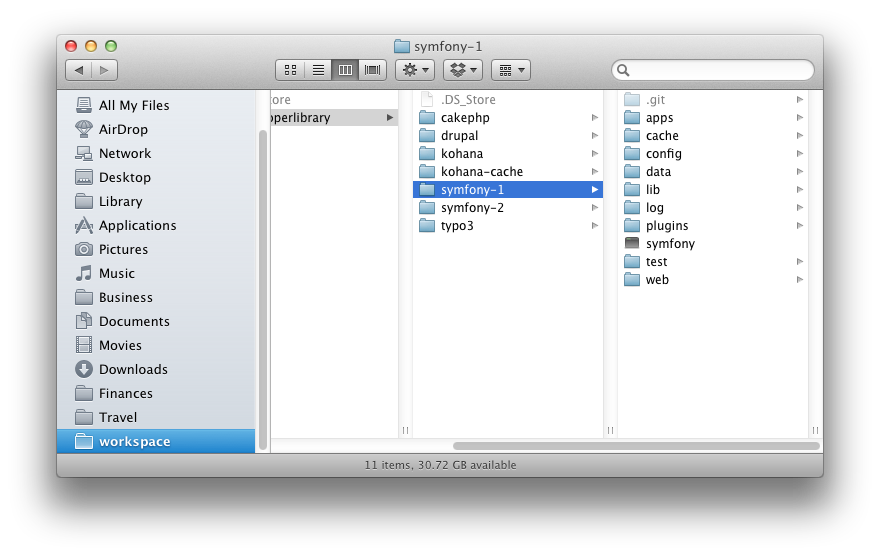 symfony-1
All My Files
AirDrop
Network
Desktop
Library
Applications
Pictures
Music
Business
Documents
Movies
Downloads
Finances
Travel
workspace
ore
perlibrary
.DS_Store
cakephp
drupal
kohana
kohana-cache
symfony-1
symfony-2
typo3
.git
apps
cache
config
data
lib
log
plugins
symfony
test
web
11 items, 30.72 GB available